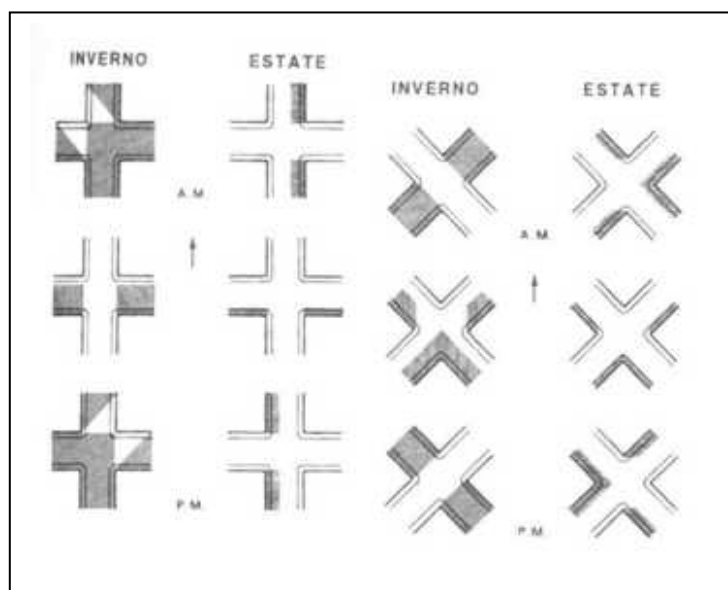 INVERNO
ESTATE
A.M.
P.M.
INVERNO
ESTATE
A.M.
P.M.